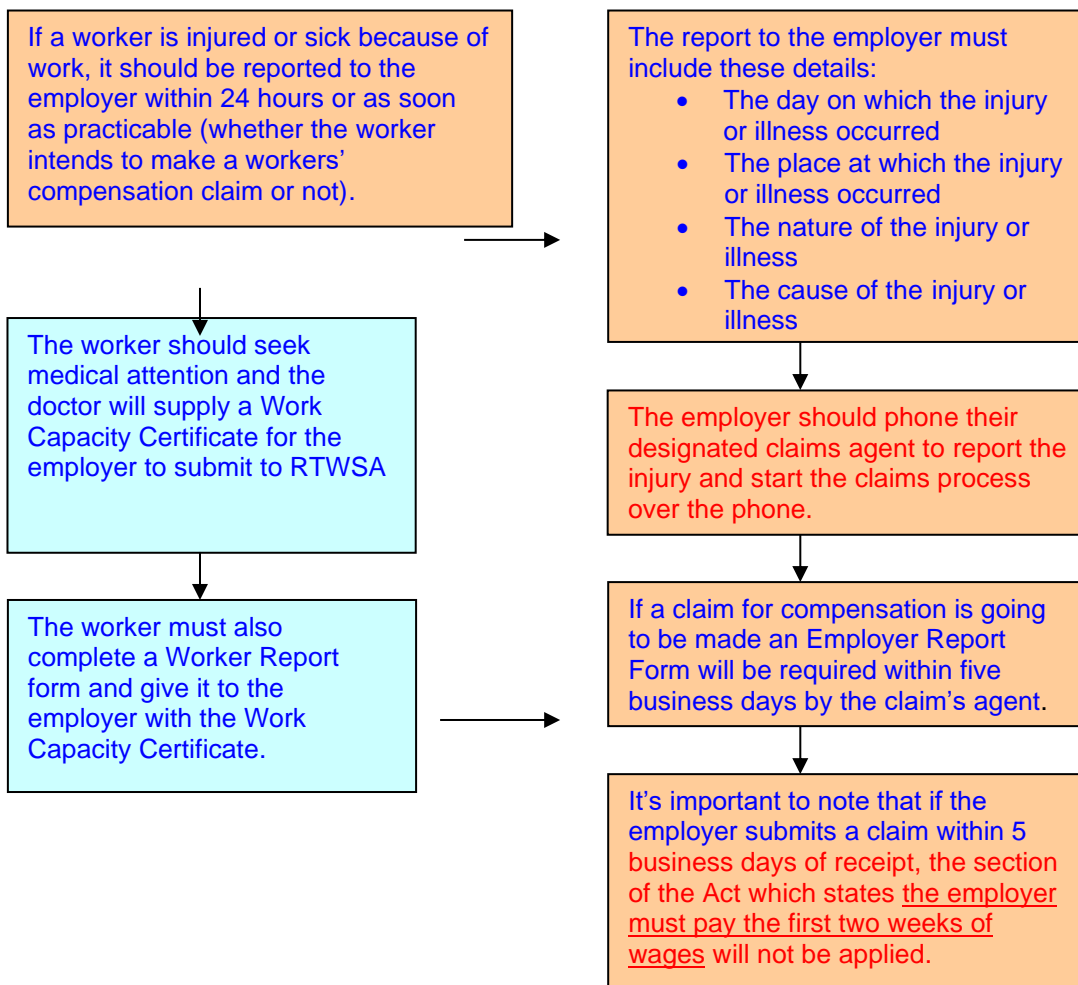 If a worker is injured or sick because of
work, it should be reported to the
employer within 24 hours or as soon
as practicable (whether the worker
intends to make a workers’
compensation claim or not).
The report to the employer must
include these details:
• The day on which the injury
or illness occurred
• The place at which the injury
or illness occurred
• The nature of the injury or
illness
• The cause of the injury or
illness
The worker should seek
medical attention and the
doctor will supply a Work
Capacity Certificate for the
employer to submit to RTWSA
The employer should phone their
designated claims agent to report the
injury and start the claims process
over the phone.
The worker must also
complete a Worker Report
form and give it to the
employer with the Work
Capacity Certificate.
If a claim for compensation is going
to be made an Employer Report
Form will be required within five
business days by the claim’s agent.
It’s important to note that if the
employer submits a claim within 5
business days of receipt, the section
of the Act which states the employer
must pay the first two weeks of
wages will not be applied.